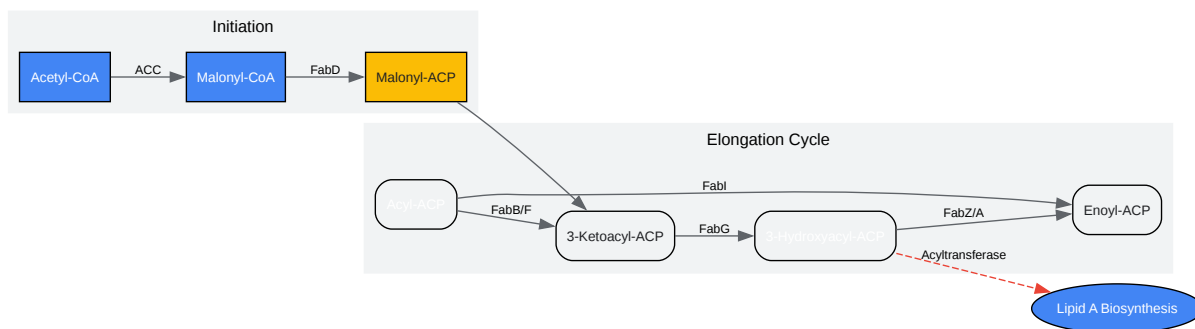 Initiation
Acetyl-CoA
ACC
Malonyl-CoA
FabD
Malonyl-ACP
Elongation Cycle
Acyl-ACP
FabI
FabB/F
3-Ketoacyl-ACP
FabG
3-Hydroxyacyl-ACP
FabZ/A
Enoyl-ACP
Acyltransferase
Lipid A Biosynthesis